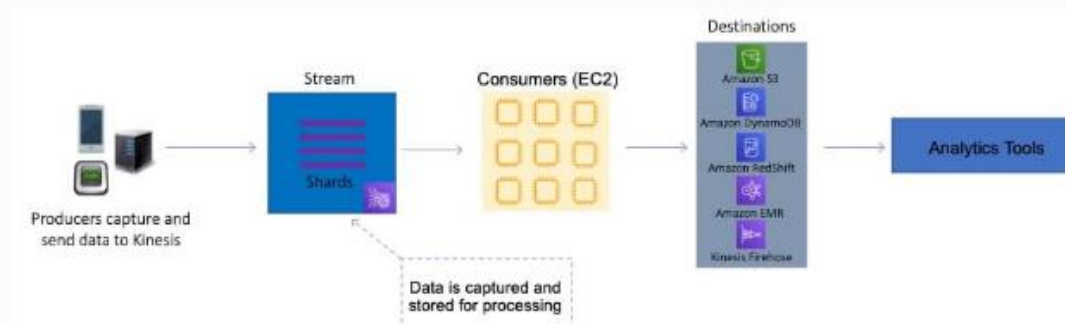 Destinations
Stream
Consumers (EC2)
Amazon S3
Amazon DynamoDB
Amazon RedShift
Amazon EMR
Kinesis Firehose
Shards
Analytics Tools
Producers capture and
send data to Kinesis
Data is captured and
stored for processing